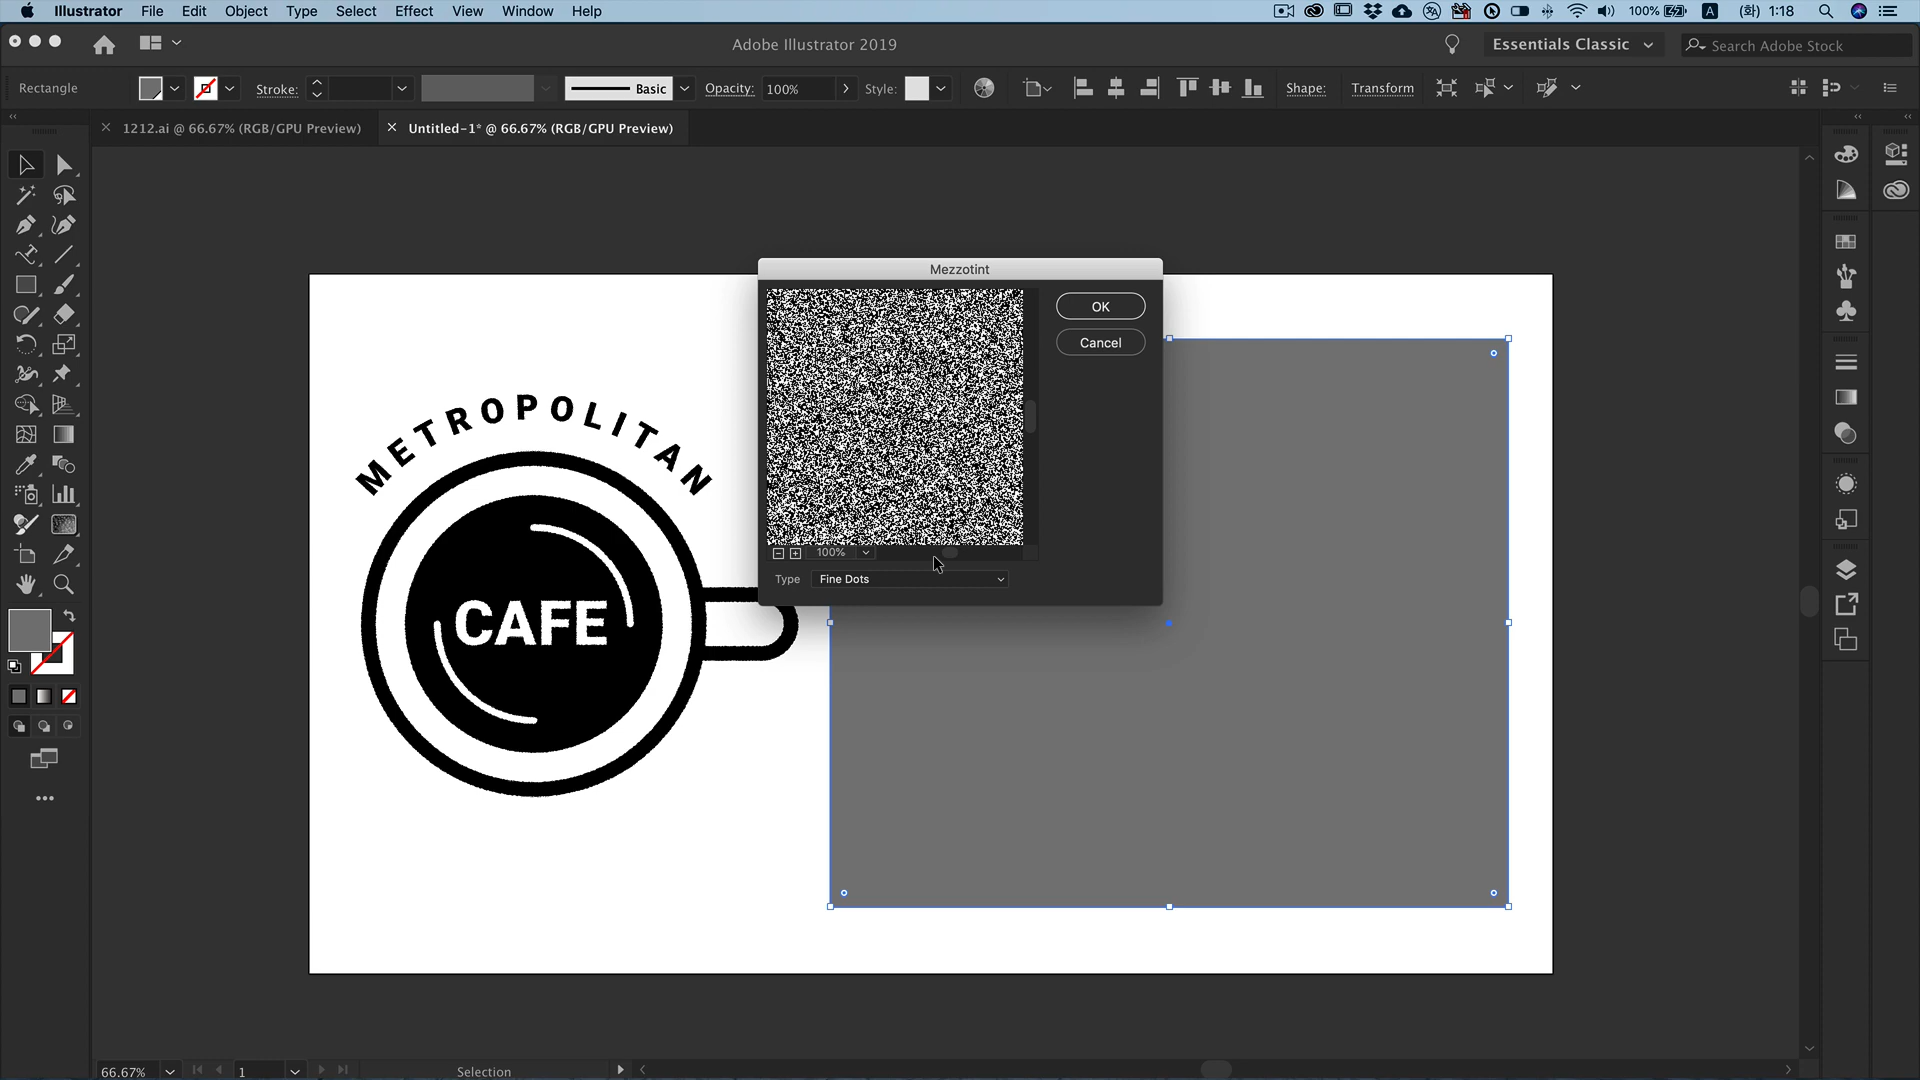 Illustrator File Edit Object Type Select Effect View Window Help 100% A (화) 1:18
Adobe Illustrator 2019 Essentials Classic Search Adobe Stock
Rectangle Stroke: Basic Opacity: 100% Style: Shape: Transform
1212.ai @ 66.67% (RGB/GPU Preview) Untitled-1* @ 66.67% (RGB/GPU Preview)
Mezzotint
OK
Cancel
100%
Type Fine Dots
METROPOLITAN
CAFE
66.67% 1 Selection